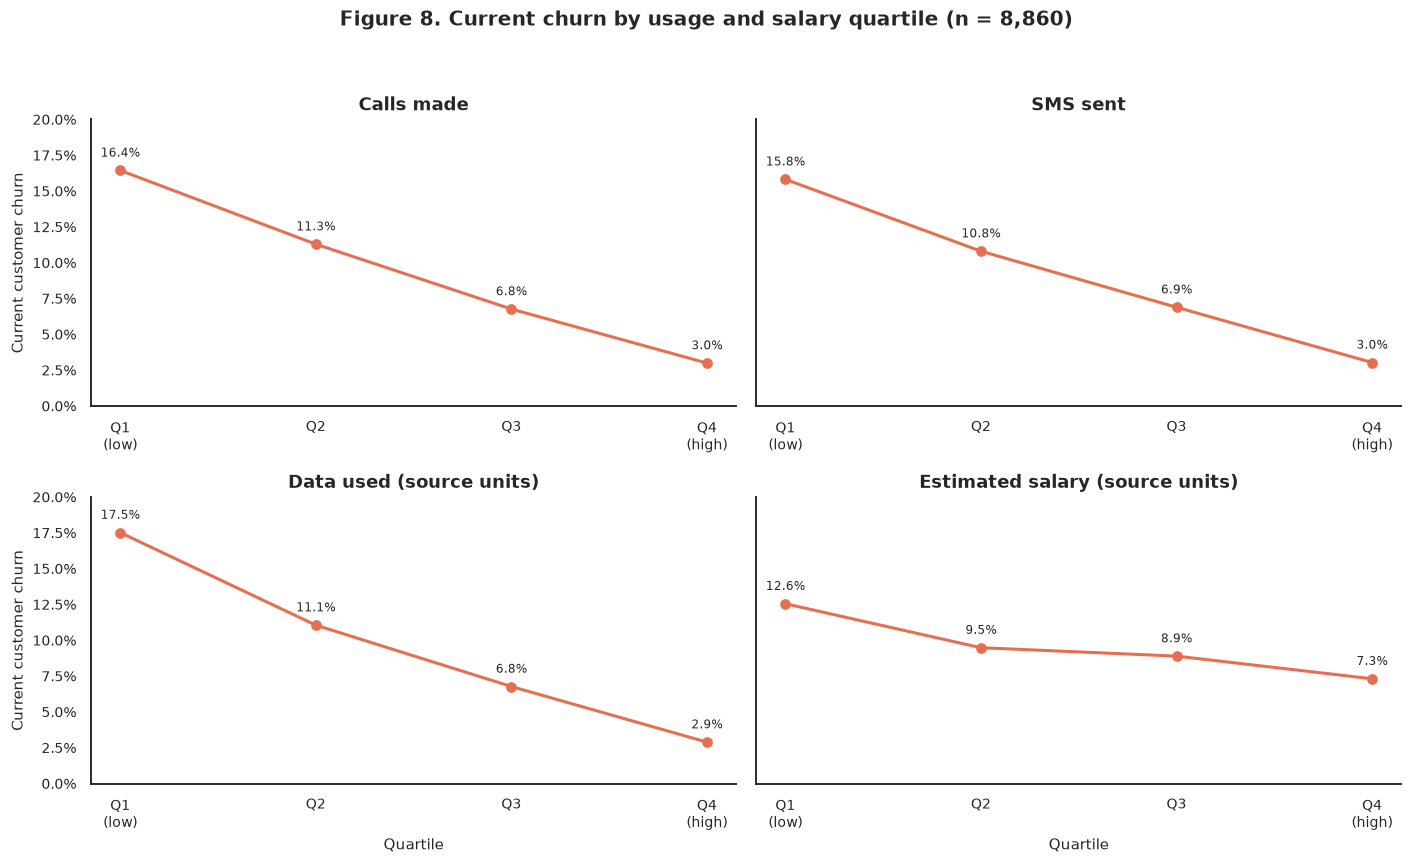 Figure 8. Current churn by usage and salary quartile (n = 8,860)
Calls made
Current customer churn
20.0%
17.5%
15.0%
12.5%
10.0%
7.5%
5.0%
2.5%
0.0%
16.4%
11.3%
6.8%
3.0%
Q1
(low)
Q2
Q3
Q4
(high)
SMS sent
15.8%
10.8%
6.9%
3.0%
Q1
(low)
Q2
Q3
Q4
(high)
Data used (source units)
Current customer churn
20.0%
17.5%
15.0%
12.5%
10.0%
7.5%
5.0%
2.5%
0.0%
17.5%
11.1%
6.8%
2.9%
Q1
(low)
Q2
Q3
Q4
(high)
Quartile
Estimated salary (source units)
12.6%
9.5%
8.9%
7.3%
Q1
(low)
Q2
Q3
Q4
(high)
Quartile